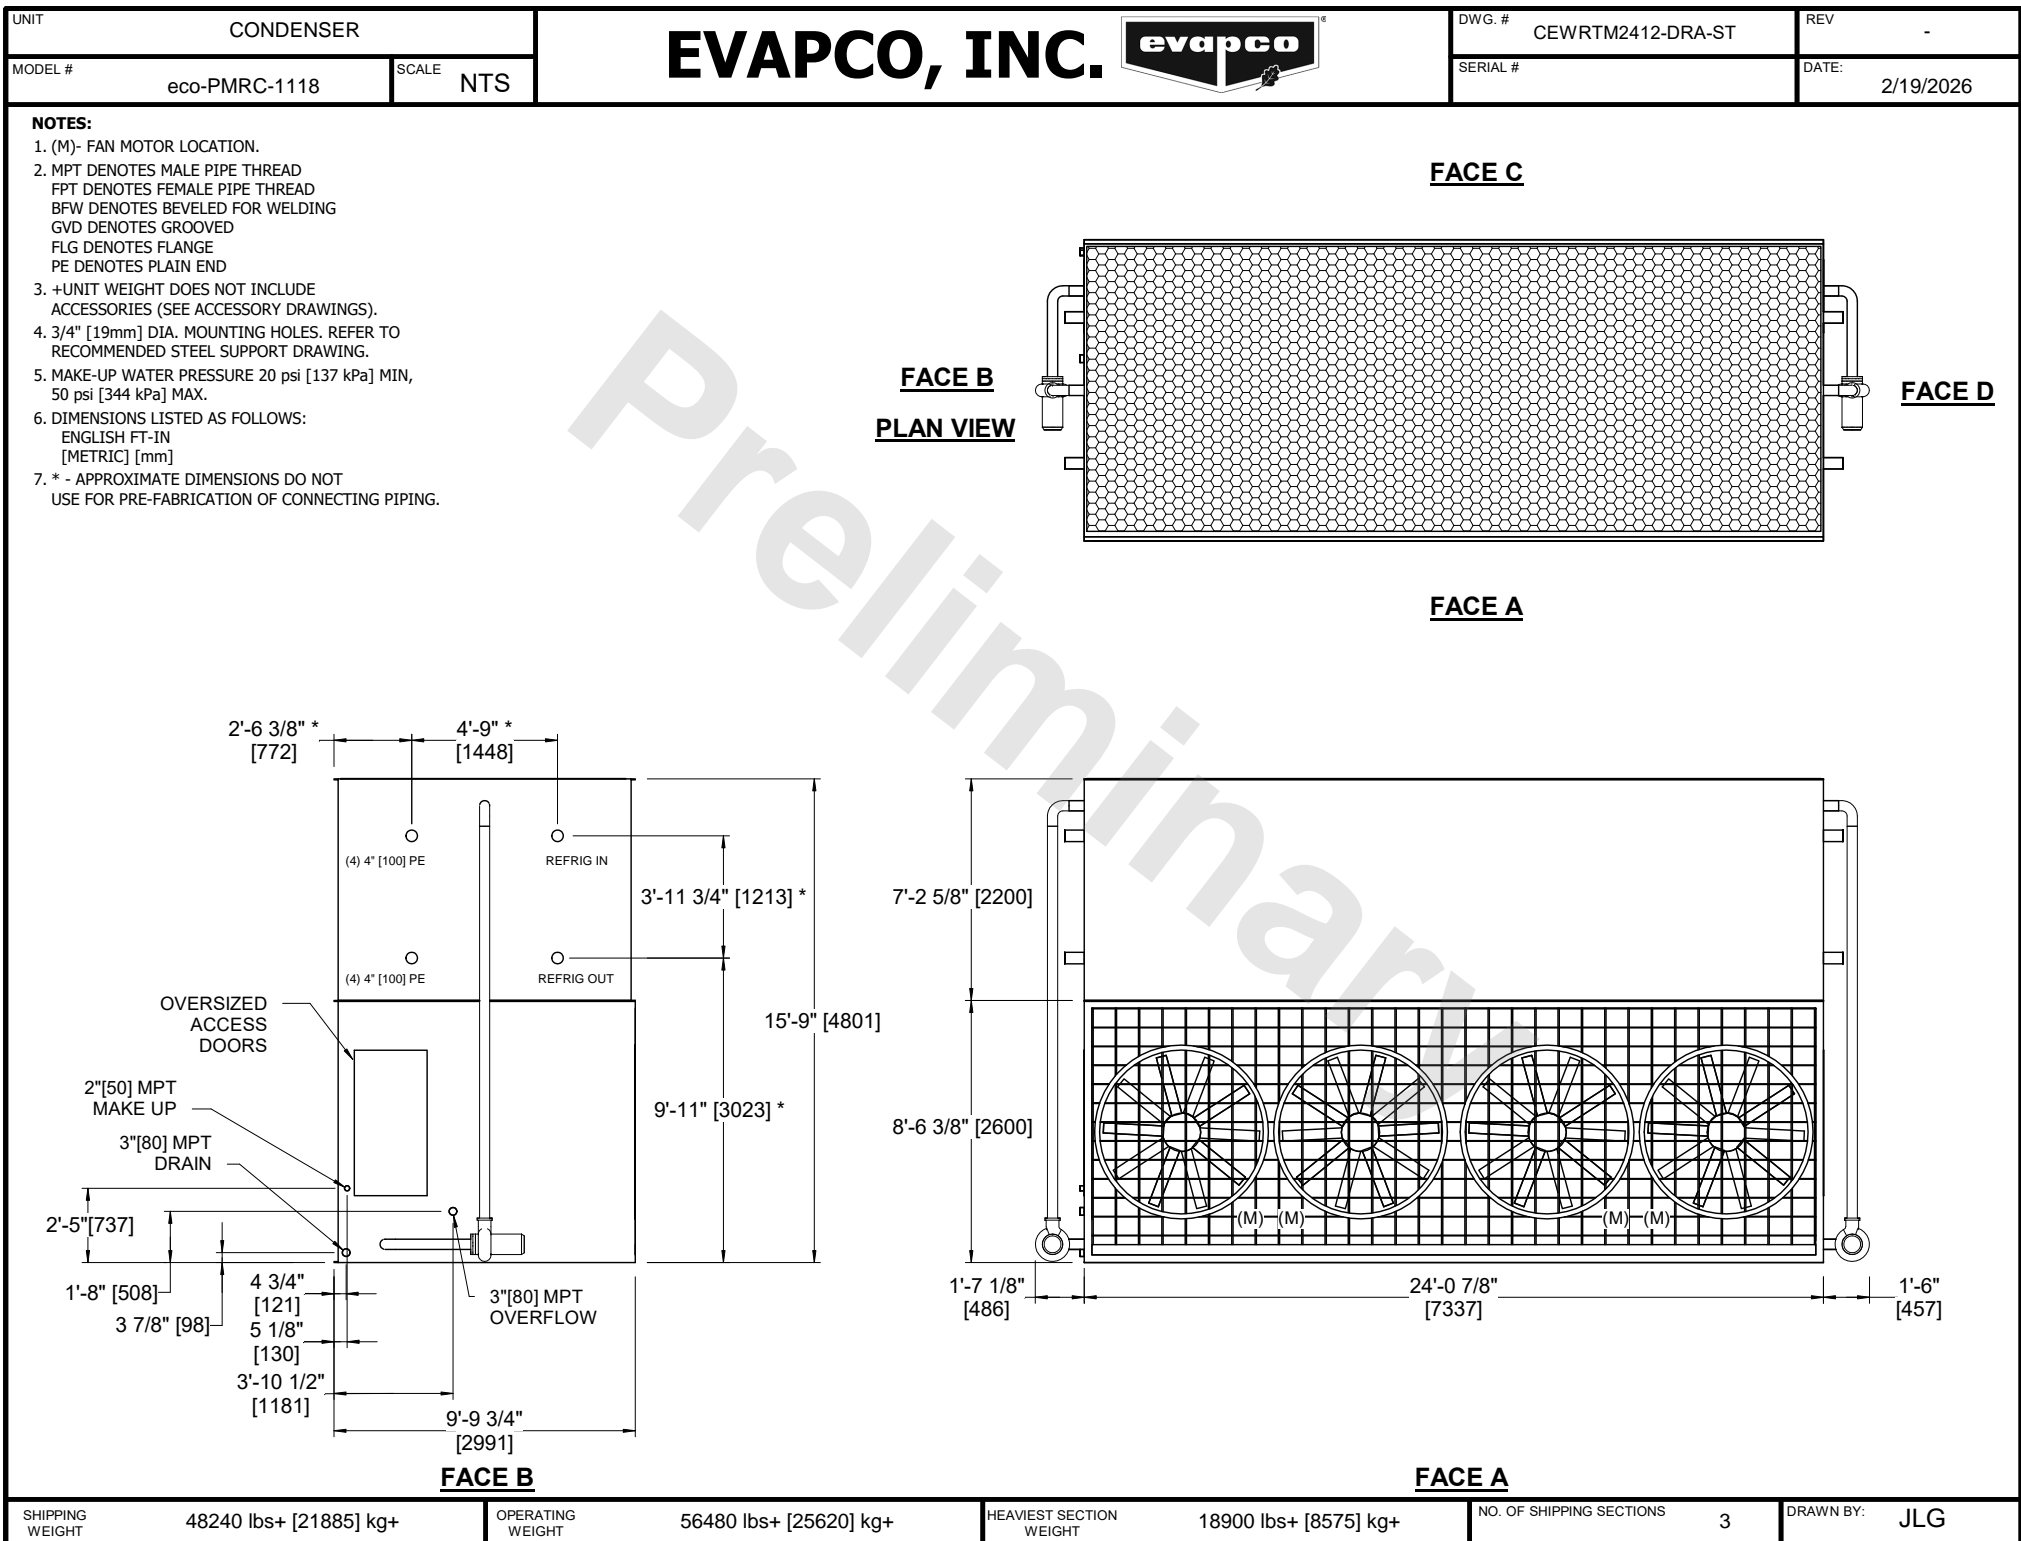 UNIT
CONDENSER
MODEL #
eco-PMRC-1118
SCALE
NTS
EVAPCO, INC.
evapco
®
DWG. #
CEWRTM2412-DRA-ST
REV
-
SERIAL #
DATE:
2/19/2026
NOTES:
1. (M)- FAN MOTOR LOCATION.
2. MPT DENOTES MALE PIPE THREAD
FPT DENOTES FEMALE PIPE THREAD
BFW DENOTES BEVELED FOR WELDING
GVD DENOTES GROOVED
FLG DENOTES FLANGE
PE DENOTES PLAIN END
3. +UNIT WEIGHT DOES NOT INCLUDE
ACCESSORIES (SEE ACCESSORY DRAWINGS).
4. 3/4" [19mm] DIA. MOUNTING HOLES. REFER TO
RECOMMENDED STEEL SUPPORT DRAWING.
5. MAKE-UP WATER PRESSURE 20 psi [137 kPa] MIN,
50 psi [344 kPa] MAX.
6. DIMENSIONS LISTED AS FOLLOWS:
ENGLISH FT-IN
[METRIC] [mm]
7. * - APPROXIMATE DIMENSIONS DO NOT
USE FOR PRE-FABRICATION OF CONNECTING PIPING.
Preliminary
FACE C
FACE B
PLAN VIEW
FACE D
FACE A
2'-6 3/8" *
[772]
4'-9" *
[1448]
(4) 4" [100] PE
REFRIG IN
3'-11 3/4" [1213] *
(4) 4" [100] PE
REFRIG OUT
OVERSIZED
ACCESS
DOORS
15'-9" [4801]
2"[50] MPT
MAKE UP
9'-11" [3023] *
3"[80] MPT
DRAIN
2'-5"[737]
1'-8" [508]
3 7/8" [98]
4 3/4"
[121]
5 1/8"
[130]
3"[80] MPT
OVERFLOW
3'-10 1/2"
[1181]
9'-9 3/4"
[2991]
FACE B
7'-2 5/8" [2200]
8'-6 3/8" [2600]
(M)
(M)
(M)
(M)
1'-7 1/8"
[486]
24'-0 7/8"
[7337]
1'-6"
[457]
FACE A
SHIPPING
WEIGHT
48240 lbs+ [21885] kg+
OPERATING
WEIGHT
56480 lbs+ [25620] kg+
HEAVIEST SECTION
WEIGHT
18900 lbs+ [8575] kg+
NO. OF SHIPPING SECTIONS
3
DRAWN BY:
JLG